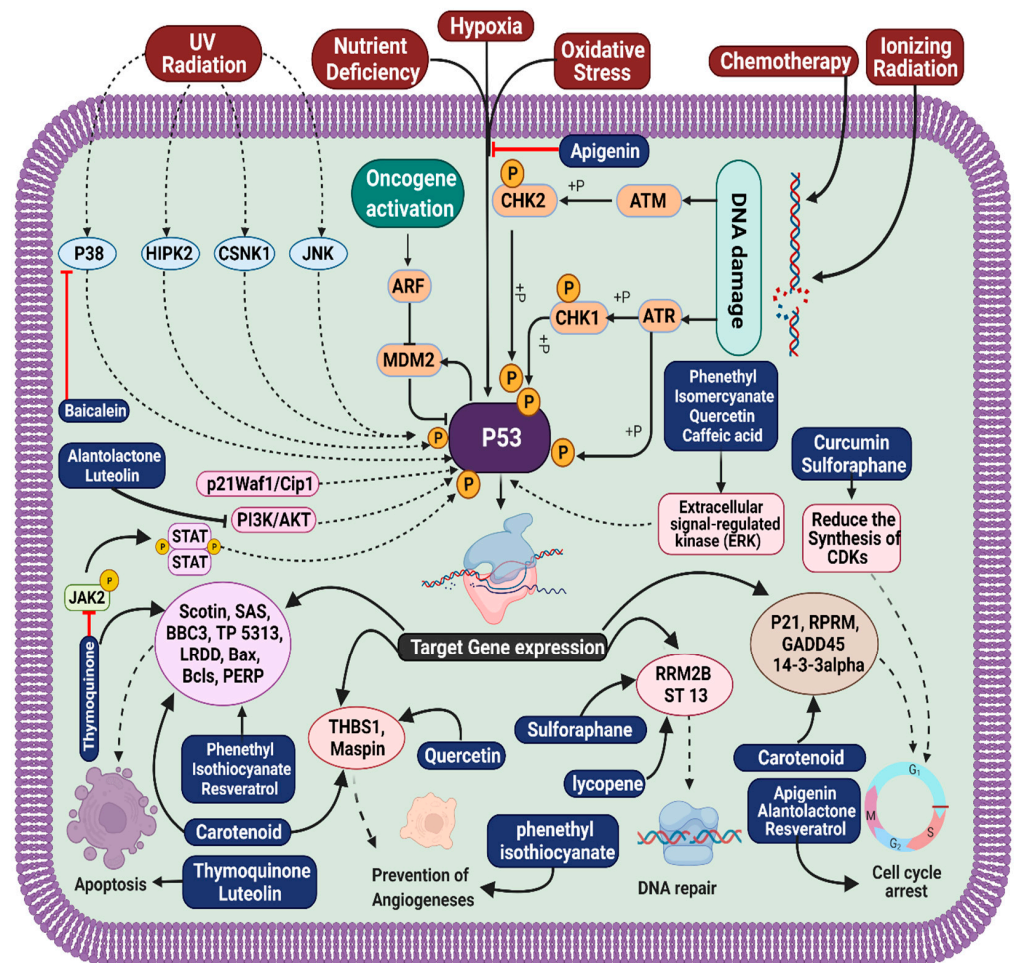 UV
Radiation
Nutrient
Deficiency
Hypoxia
Oxidative
Stress
Chemotherapy
Ionizing
Radiation
Apigenin
Oncogene
activation
P
CHK2
+P
ATM
DNA damage
P38
HIPK2
CSNK1
JNK
ARF
+P
P
CHK1
+P
ATR
+P
MDM2
P
P
Phenethyl
Isomercyanate
Quercetin
Caffeic acid
Baicalein
P
P53
P
+P
Curcumin
Sulforaphane
Alantolactone
Luteolin
p21Waf1/Cip1
P
PI3K/AKT
Extracellular
signal-regulated
kinase (ERK)
Reduce the
Synthesis of
CDKs
STAT
P
P
STAT
P
JAK2
Scotin, SAS,
BBC3, TP 5313,
LRDD, Bax,
Bcls, PERP
Target Gene expression
P21, RPRM,
GADD45
14-3-3alpha
RRM2B
ST 13
Thymoquinone
THBS1,
Maspin
Sulforaphane
Quercetin
Phenethyl
Isothiocyanate
Resveratrol
lycopene
Carotenoid
Apigenin
Alantolactone
Resveratrol
G1
M
S
G2
Carotenoid
phenethyl
isothiocyanate
Thymoquinone
Luteolin
Apoptosis
Prevention of
Angiogeneses
DNA repair
Cell cycle
arrest